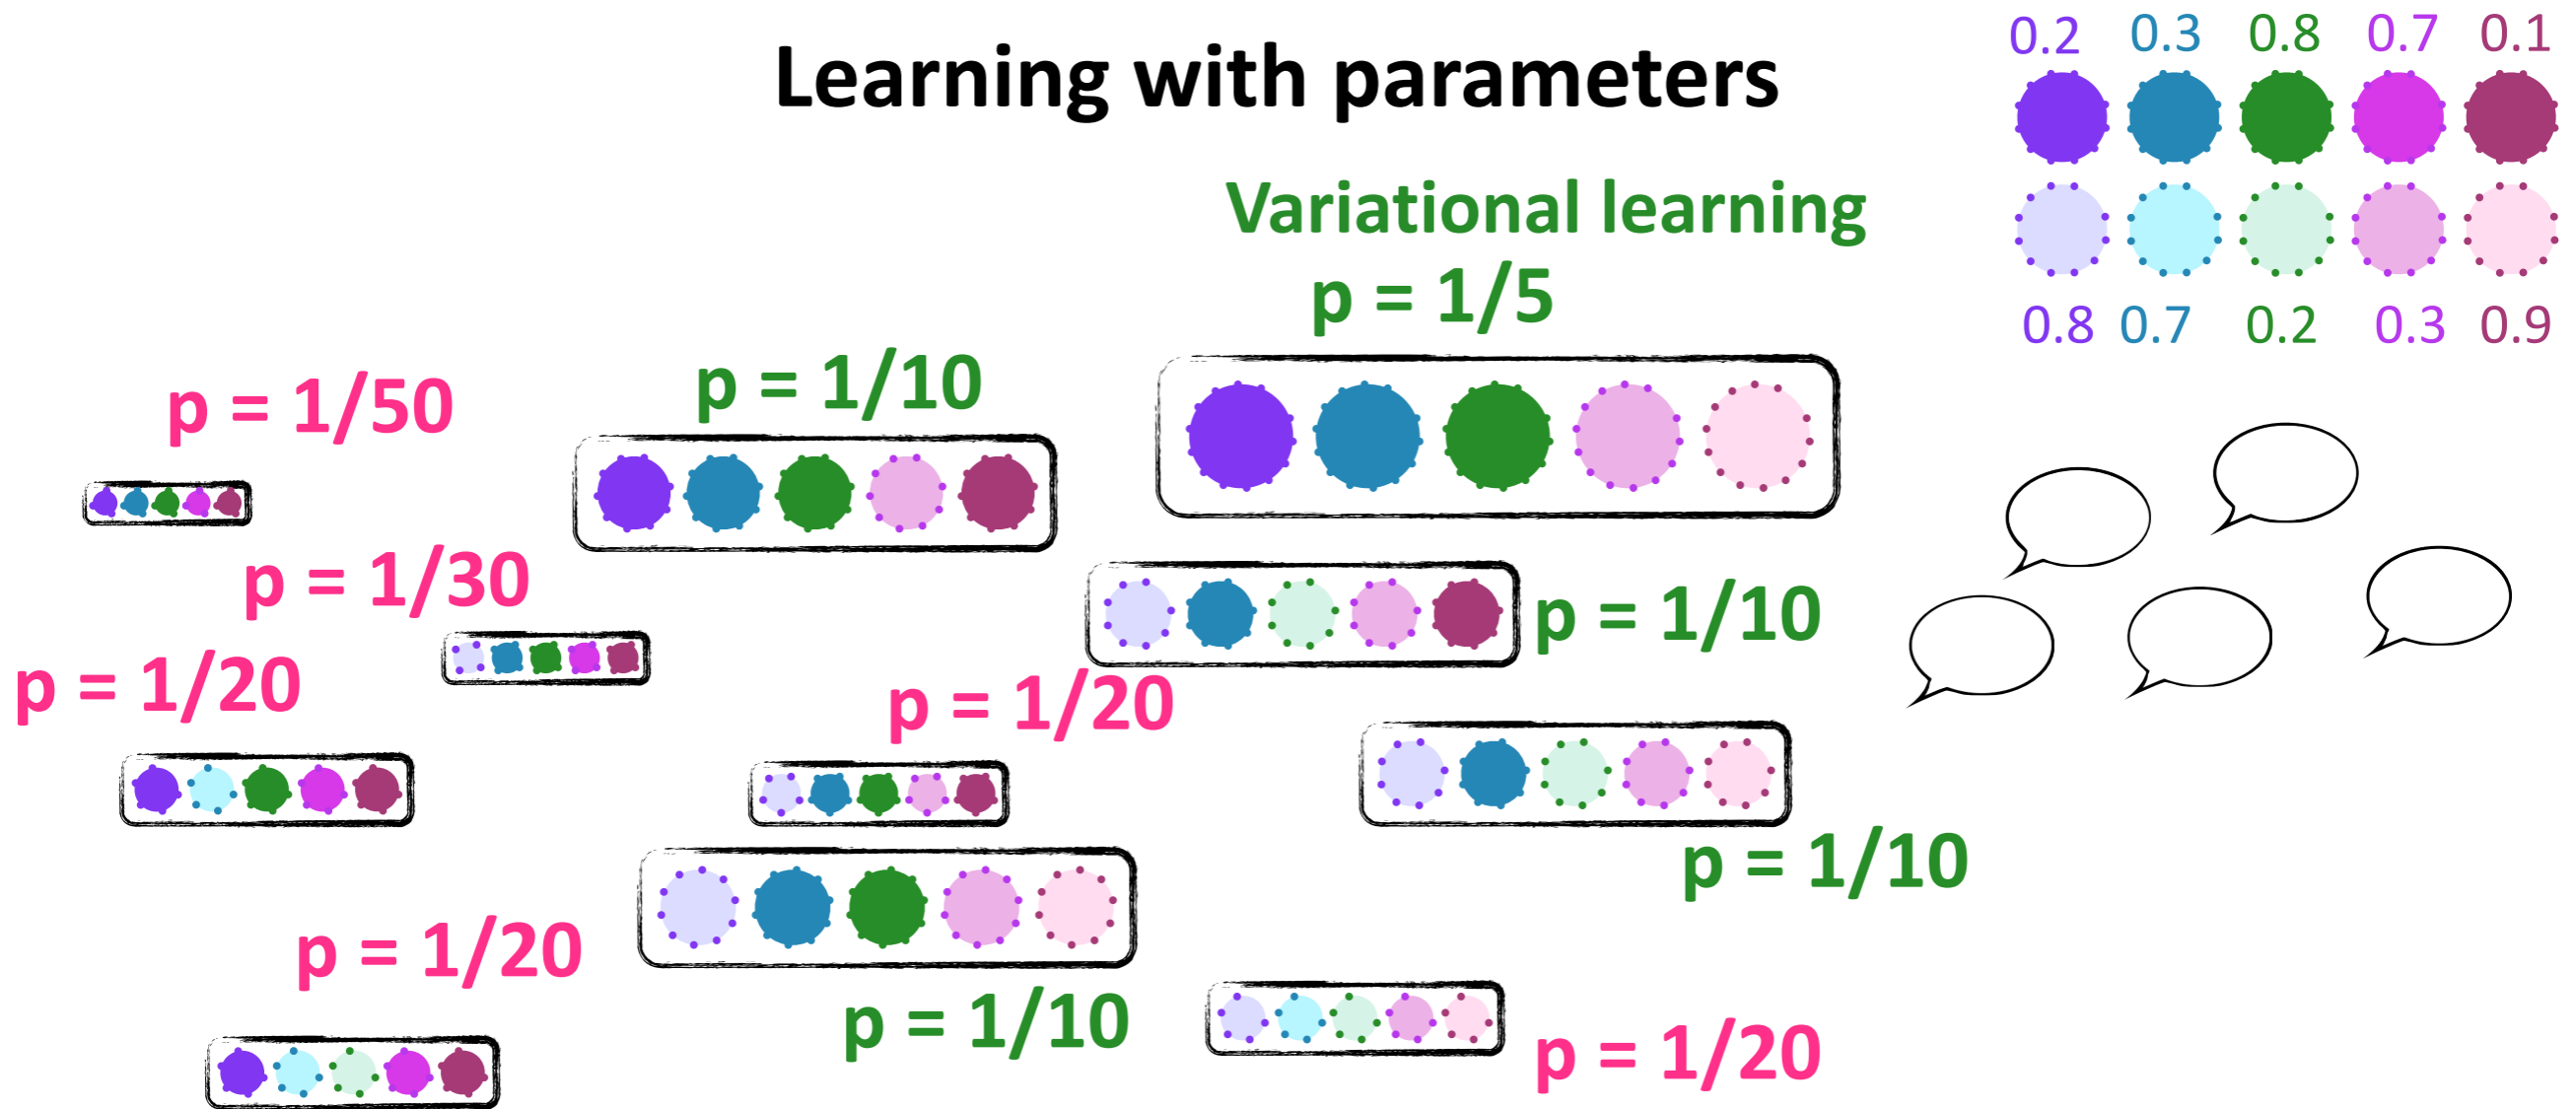 Learning with parameters
0.2 0.3 0.8 0.7 0.1
Variational learning
p = 1/5
0.8 0.7 0.2 0.3 0.9
p = 1/10
p = 1/50
p = 1/30
p = 1/10
p = 1/20
p = 1/20
p = 1/10
p = 1/20
p = 1/10
p = 1/20